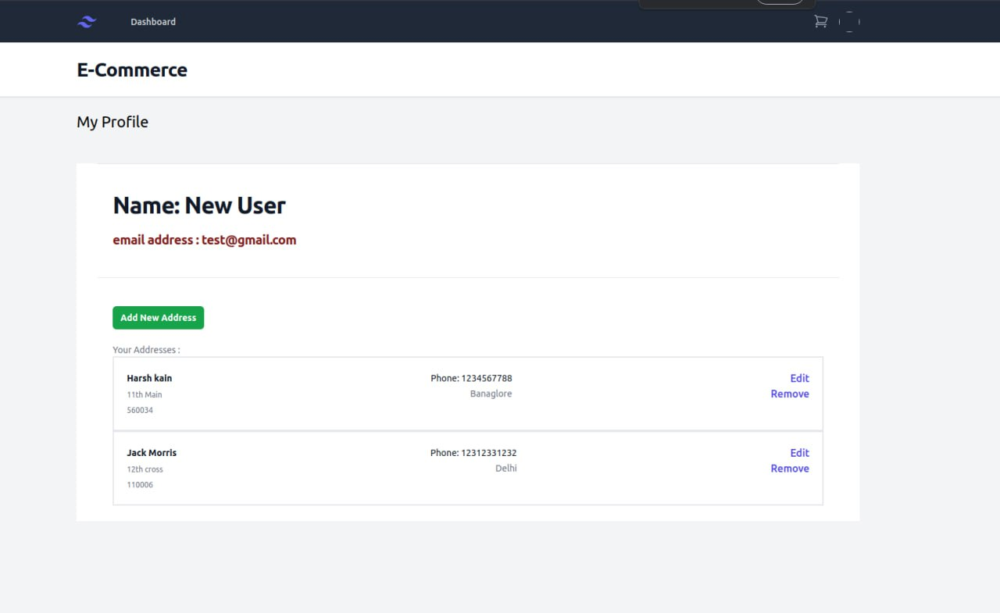 Dashboard
E-Commerce
My Profile
Name: New User
email address : test@gmail.com
Add New Address
Your Addresses :
Harsh kain
Phone: 1234567788
Edit
11th Main
Banaglore
Remove
560034
Jack Morris
Phone: 12312331232
Edit
12th cross
Delhi
Remove
110006